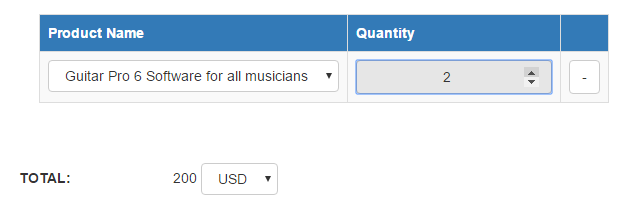 Product Name Quantity
Guitar Pro 6 Software for all musicians 2 -
TOTAL: 200 USD